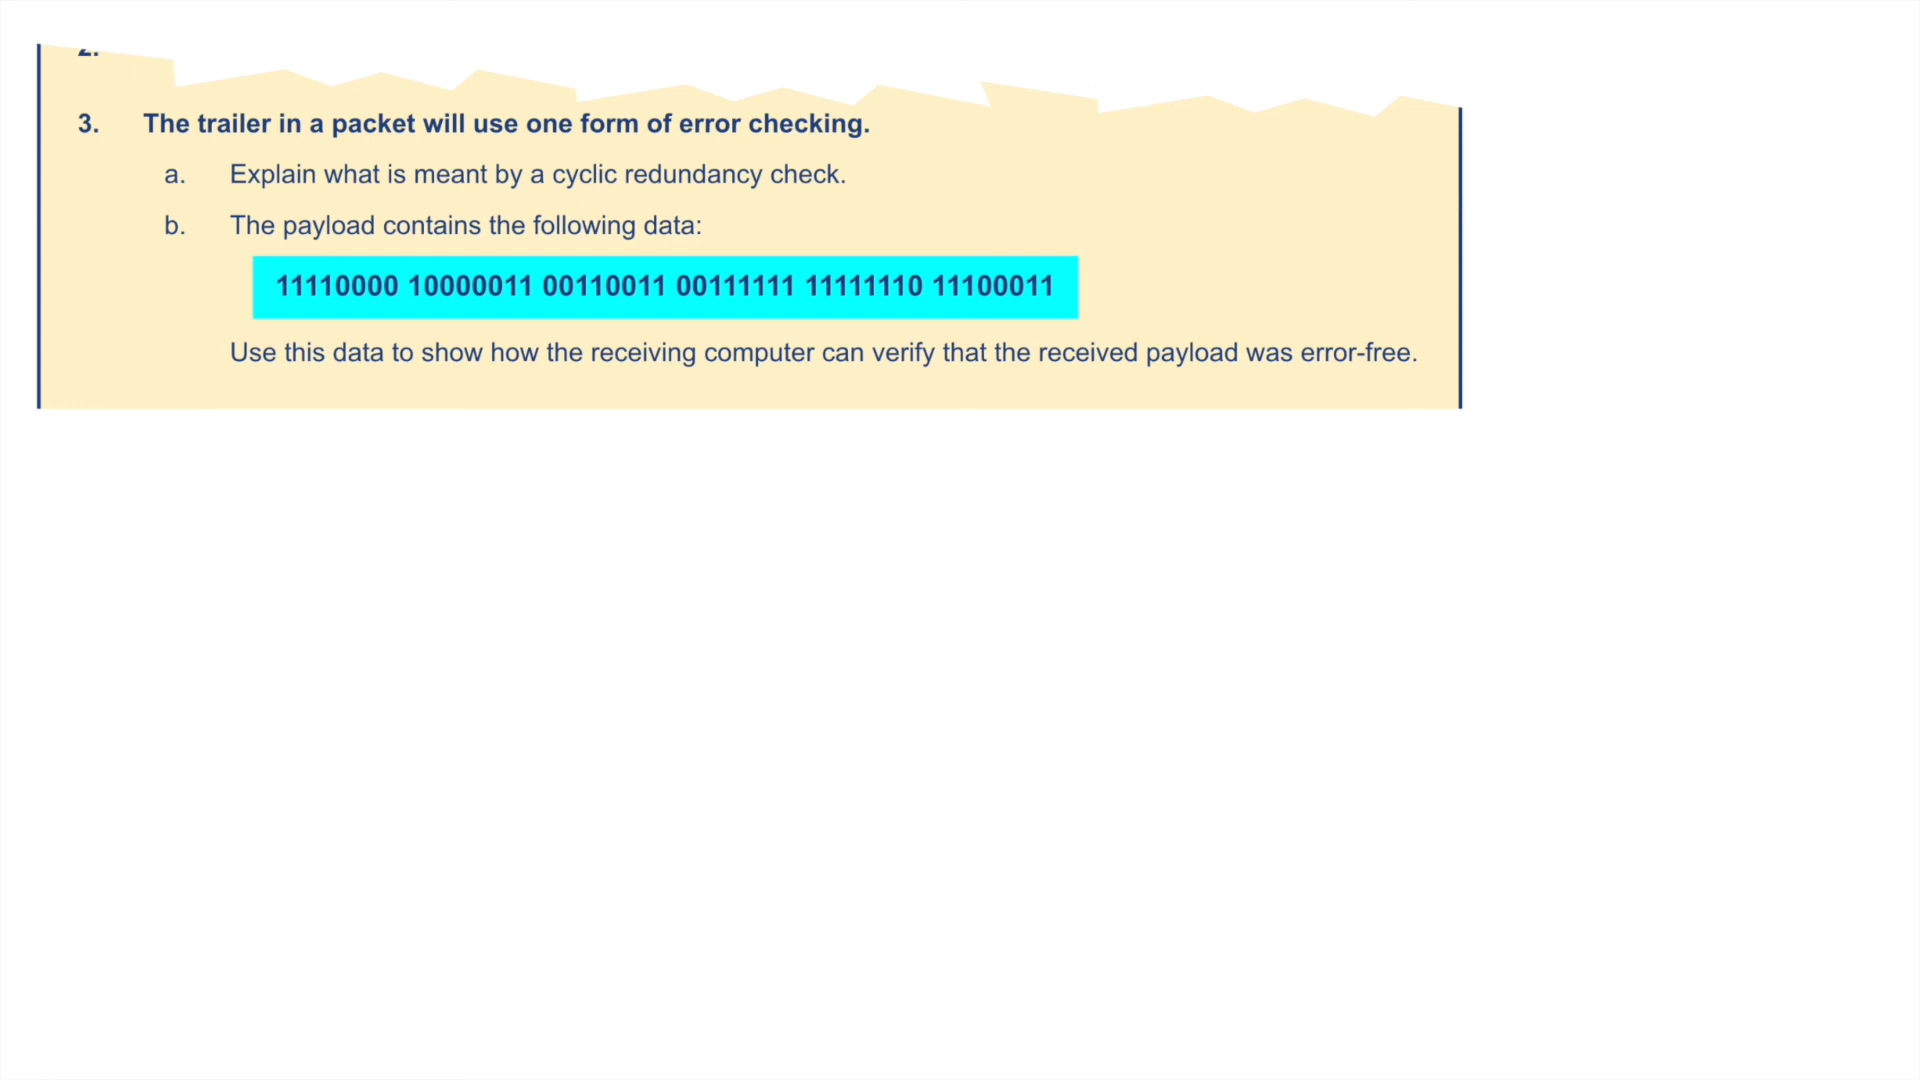 3. The trailer in a packet will use one form of error checking.
a. Explain what is meant by a cyclic redundancy check.
b. The payload contains the following data:
11110000 10000011 00110011 00111111 11111110 11100011
Use this data to show how the receiving computer can verify that the received payload was error-free.